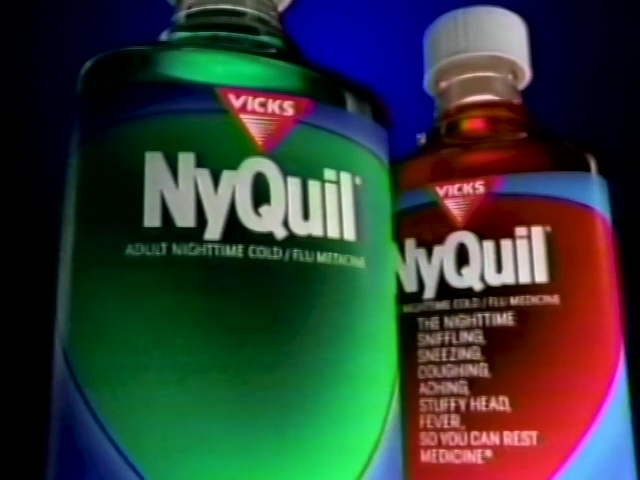 VICKS
NyQuil
ADULT NIGHTTIME COLD / FLU MEDICINE
VICKS
NyQuil
NIGHTTIME COLD / FLU MEDICINE
THE NIGHTTIME
SNIFFLING,
SNEEZING,
COUGHING,
ACHING,
STUFFY HEAD,
FEVER,
SO YOU CAN REST
MEDICINE®